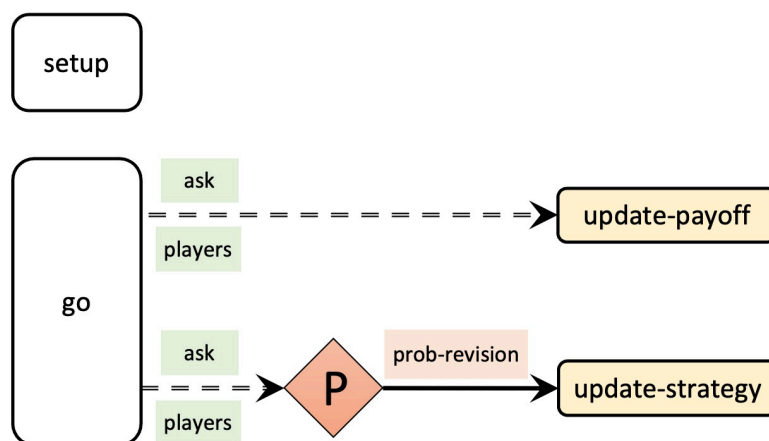 setup
ask
update-payoff
players
go
ask
prob-revision
P
update-strategy
players